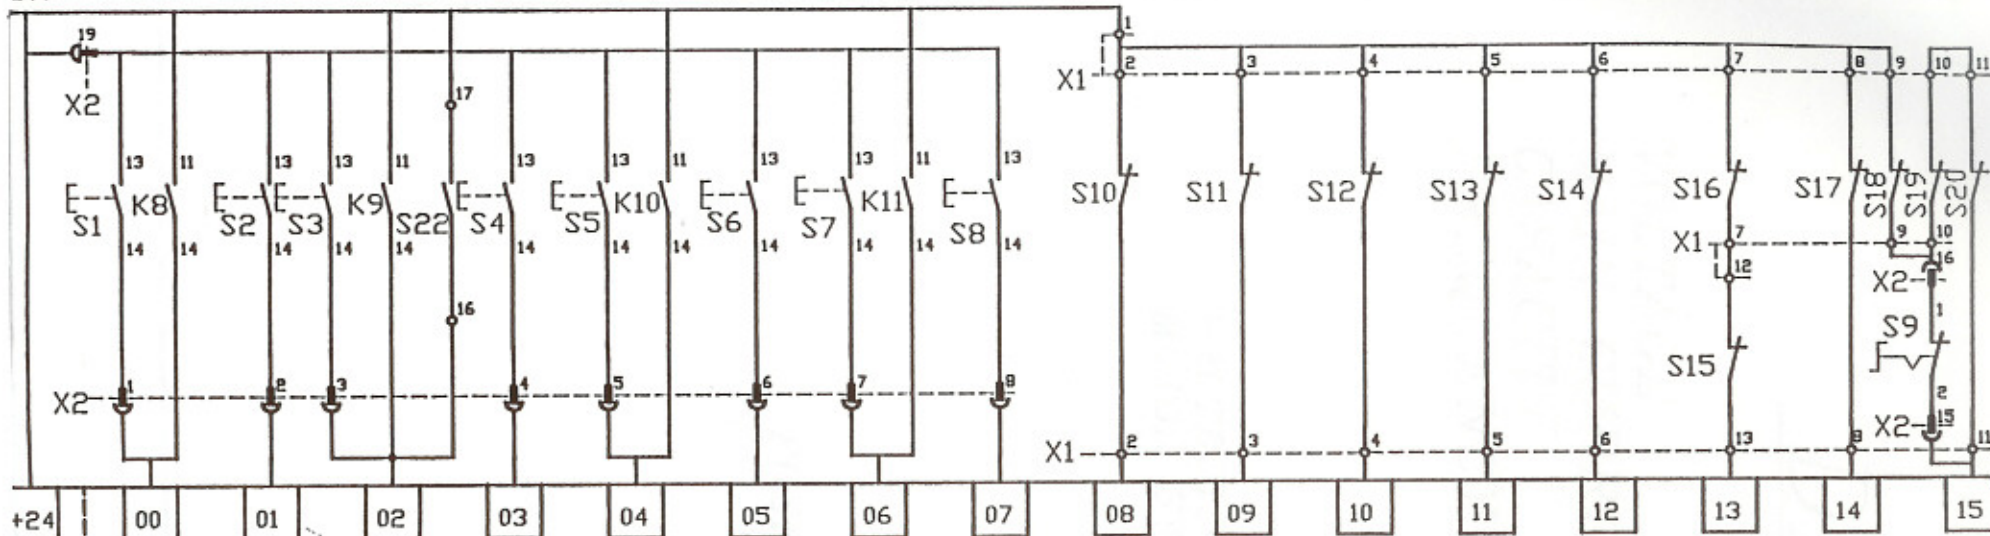 19 1
X1 2 3 4 5 6 7 8 9 10 11
X2 17
13 11 13 13 11 13 13 11 13 13 11 13
S1 K8 S2 S3 K9 S22 S4 S5 K10 S6 S7 K11 S8 S10 S11 S12 S13 S14 S16 S17 S18 S19 S20
14 14 14 14 14 14 14 14 14 14 14 14
X1 7 9 10
12 X2 16
16 S15 S9 1
2
X2 1 2 3 4 5 6 7 8
X2 15
X1 2 3 4 5 6 13 8 11
+24 00 01 02 03 04 05 06 07 08 09 10 11 12 13 14 15